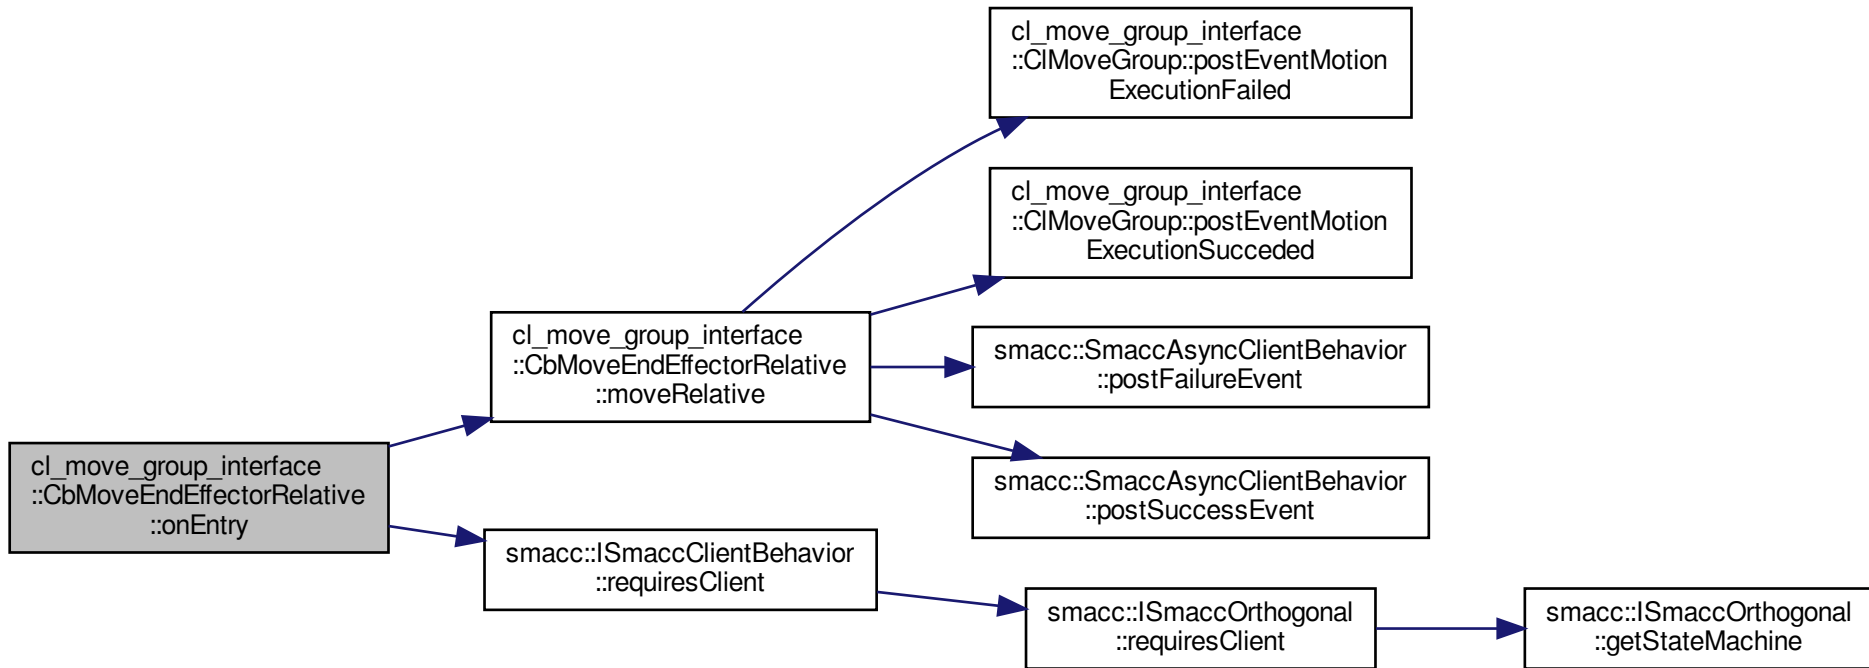 cl_move_group_interface
::ClMoveGroup::postEventMotion
ExecutionFailed
cl_move_group_interface
::ClMoveGroup::postEventMotion
ExecutionSucceded
cl_move_group_interface
::CbMoveEndEffectorRelative
::moveRelative
smacc::SmaccAsyncClientBehavior
::postFailureEvent
cl_move_group_interface
::CbMoveEndEffectorRelative
::onEntry
smacc::SmaccAsyncClientBehavior
::postSuccessEvent
smacc::ISmaccClientBehavior
::requiresClient
smacc::ISmaccOrthogonal
::requiresClient
smacc::ISmaccOrthogonal
::getStateMachine